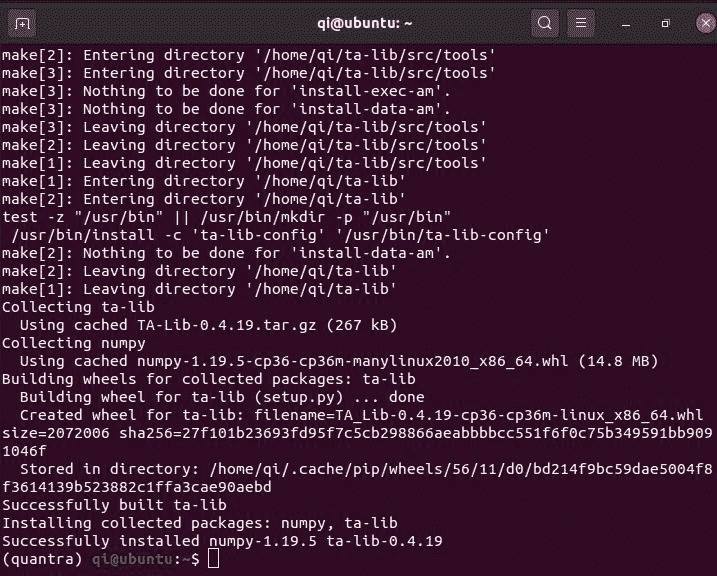 qi@ubuntu: ~
make[2]: Entering directory '/home/qi/ta-lib/src/tools'
make[3]: Entering directory '/home/qi/ta-lib/src/tools'
make[3]: Nothing to be done for 'install-exec-am'.
make[3]: Nothing to be done for 'install-data-am'.
make[3]: Leaving directory '/home/qi/ta-lib/src/tools'
make[2]: Leaving directory '/home/qi/ta-lib/src/tools'
make[1]: Leaving directory '/home/qi/ta-lib/src/tools'
make[1]: Entering directory '/home/qi/ta-lib'
make[2]: Entering directory '/home/qi/ta-lib'
test -z "/usr/bin" || /usr/bin/mkdir -p "/usr/bin"
 /usr/bin/install -c 'ta-lib-config' '/usr/bin/ta-lib-config'
make[2]: Nothing to be done for 'install-data-am'.
make[2]: Leaving directory '/home/qi/ta-lib'
make[1]: Leaving directory '/home/qi/ta-lib'
Collecting ta-lib
  Using cached TA-Lib-0.4.19.tar.gz (267 kB)
Collecting numpy
  Using cached numpy-1.19.5-cp36-cp36m-manylinux2010_x86_64.whl (14.8 MB)
Building wheels for collected packages: ta-lib
  Building wheel for ta-lib (setup.py) ... done
  Created wheel for ta-lib: filename=TA_Lib-0.4.19-cp36-cp36m-linux_x86_64.whl
size=2072006 sha256=27f101b23693fd95f7c5cb298866aeabbbbcc551f6f0c75b349591bb909
1046f
  Stored in directory: /home/qi/.cache/pip/wheels/56/11/d0/bd214f9bc59dae5004f8
f3614139b523882c1ffa3cae90aebd
Successfully built ta-lib
Installing collected packages: numpy, ta-lib
Successfully installed numpy-1.19.5 ta-lib-0.4.19
(quantra) qi@ubuntu:~$